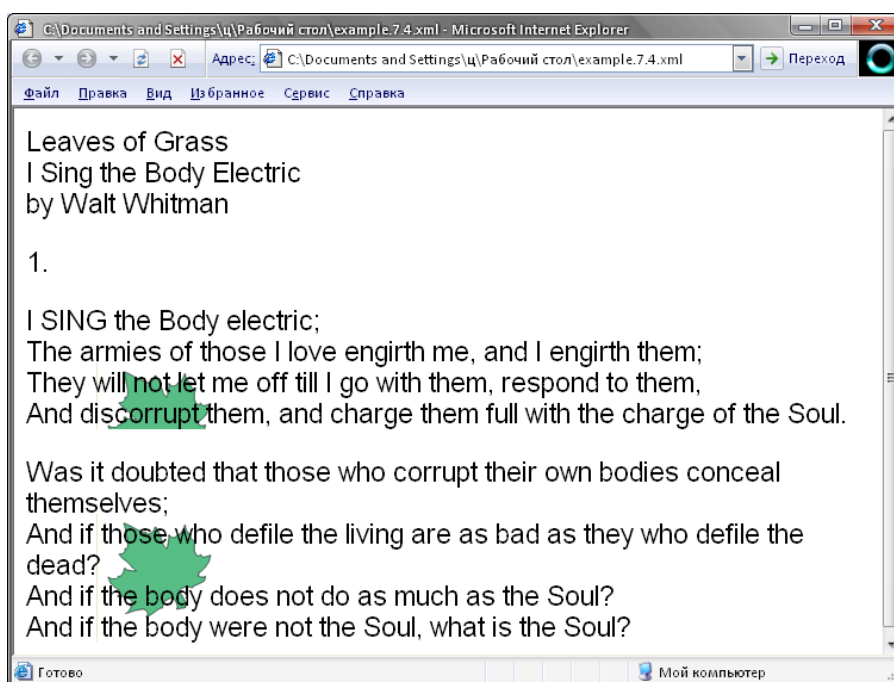 C:\Documents and Settings\ц\Рабочий стол\example.7.4.xml - Microsoft Internet Explorer
Адрес: C:\Documents and Settings\ц\Рабочий стол\example.7.4.xml Переход
Файл Правка Вид Избранное Сервис Справка
Leaves of Grass
I Sing the Body Electric
by Walt Whitman
1.
I SING the Body electric;
The armies of those I love engirth me, and I engirth them;
They will not let me off till I go with them, respond to them,
And discorrupt them, and charge them full with the charge of the Soul.
Was it doubted that those who corrupt their own bodies conceal
themselves;
And if those who defile the living are as bad as they who defile the
dead?
And if the body does not do as much as the Soul?
And if the body were not the Soul, what is the Soul?
Готово Мой компьютер